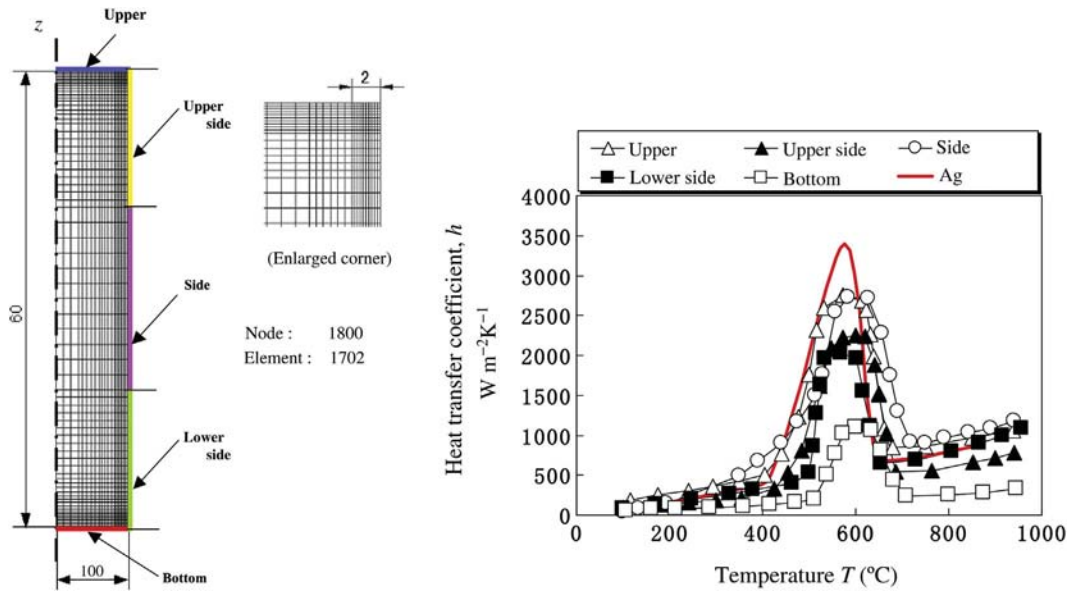 Upper
z
2
Upper
side
(Enlarged corner)
Side
60
Node : 1800
Element : 1702
Lower
side
100
Bottom
Upper Upper side Side
Lower side Bottom Ag
Heat transfer coefficient, h
W m⁻²K⁻¹
4000
3500
3000
2500
2000
1500
1000
500
0
0 200 400 600 800 1000
Temperature T (ºC)